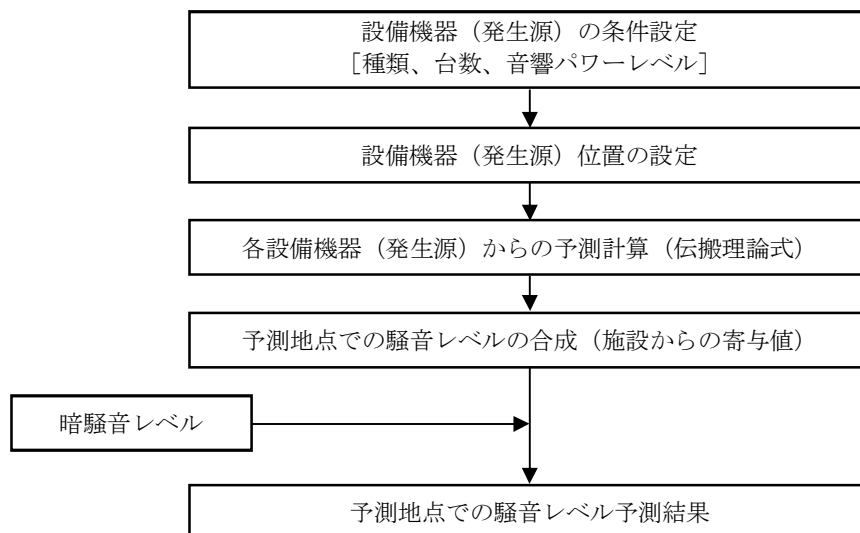 設備機器（発生源）の条件設定
［種類、台数、音響パワーレベル］
設備機器（発生源）位置の設定
各設備機器（発生源）からの予測計算（伝搬理論式）
予測地点での騒音レベルの合成（施設からの寄与値）
暗騒音レベル
予測地点での騒音レベル予測結果